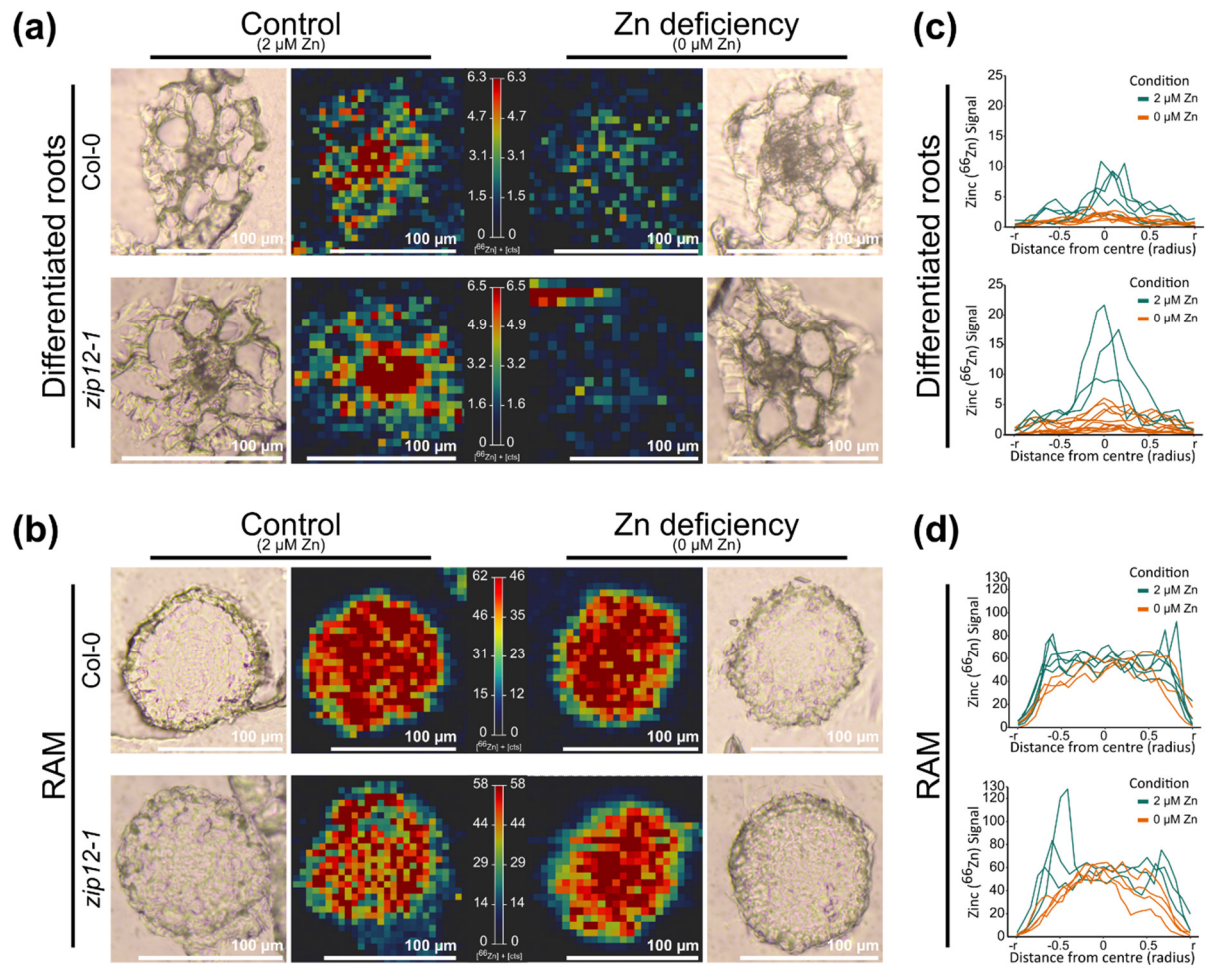 (a)
Control
(2 µM Zn)
Zn deficiency
(0 µM Zn)
Differentiated roots
Col-0
100 µm
100 µm
6.3 6.3
4.7 4.7
3.1 3.1
1.5 1.5
0 0
[⁶⁶Zn] + [cts]
100 µm
100 µm
zip12-1
100 µm
100 µm
6.5 6.5
4.9 4.9
3.2 3.2
1.6 1.6
0 0
[⁶⁶Zn] + [cts]
100 µm
100 µm
(c)
Differentiated roots
Zinc (⁶⁶Zn) Signal
25
20
15
10
5
0
Condition
2 µM Zn
0 µM Zn
-r -0.5 0 0.5 r
Distance from centre (radius)
Zinc (⁶⁶Zn) Signal
25
20
15
10
5
0
Condition
2 µM Zn
0 µM Zn
-r -0.5 0 0.5 r
Distance from centre (radius)
(b)
Control
(2 µM Zn)
Zn deficiency
(0 µM Zn)
RAM
Col-0
100 µm
100 µm
62 46
47 35
31 23
15 12
0 0
[⁶⁶Zn] + [cts]
100 µm
100 µm
zip12-1
100 µm
100 µm
58 58
44 44
29 29
14 14
0 0
[⁶⁶Zn] + [cts]
100 µm
100 µm
(d)
RAM
Zinc (⁶⁶Zn) Signal
130
120
100
80
60
40
20
0
Condition
2 µM Zn
0 µM Zn
-r -0.5 0 0.5 r
Distance from centre (radius)
Zinc (⁶⁶Zn) Signal
130
120
100
80
60
40
20
0
Condition
2 µM Zn
0 µM Zn
-r -0.5 0 0.5 r
Distance from centre (radius)